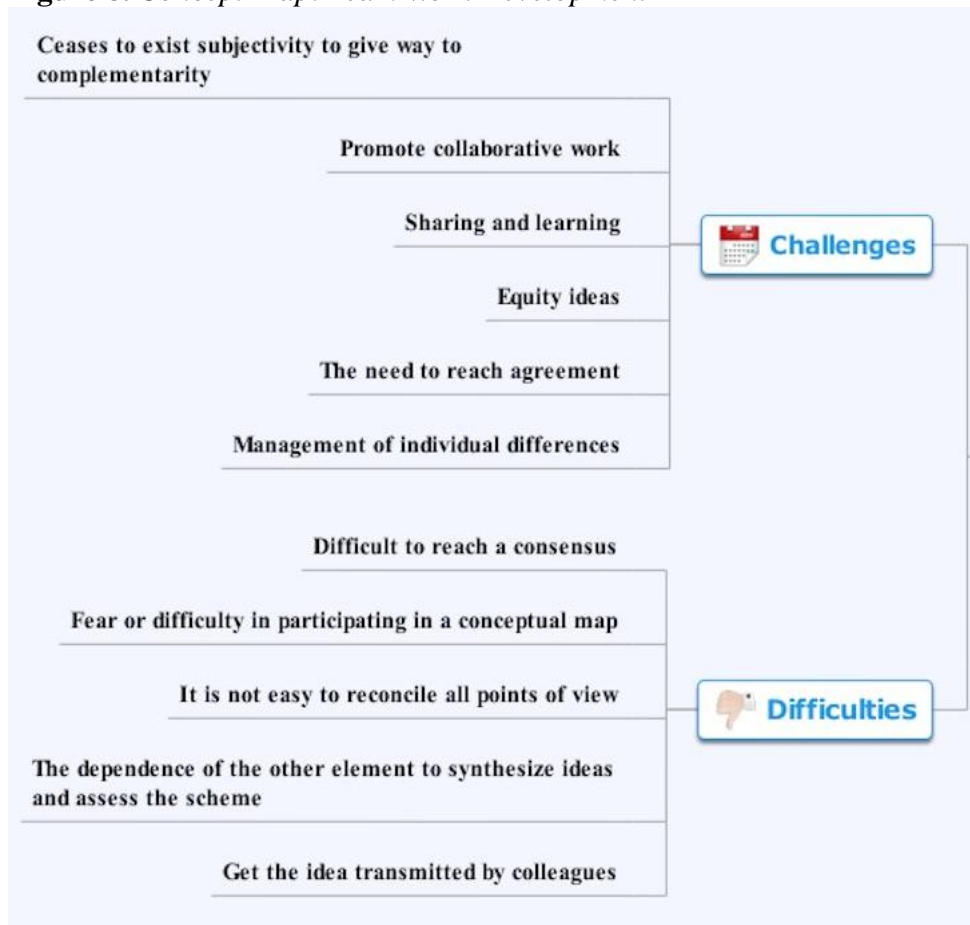 Ceases to exist subjectivity to give way to
complementarity
Promote collaborative work
Sharing and learning
Equity ideas
The need to reach agreement
Management of individual differences
Challenges
Difficult to reach a consensus
Fear or difficulty in participating in a conceptual map
It is not easy to reconcile all points of view
The dependence of the other element to synthesize ideas
and assess the scheme
Get the idea transmitted by colleagues
Difficulties